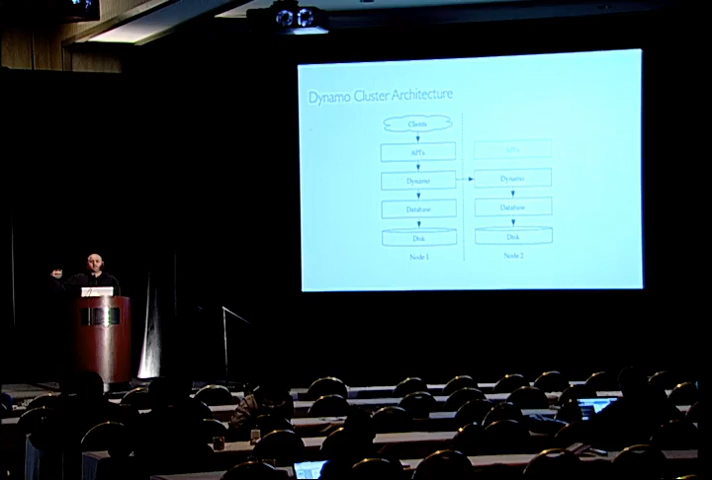 Dynamo Cluster Architecture
Clients
APIs
APIs
Dynamo
Dynamo
Database
Database
Disk
Disk
Node 1
Node 2